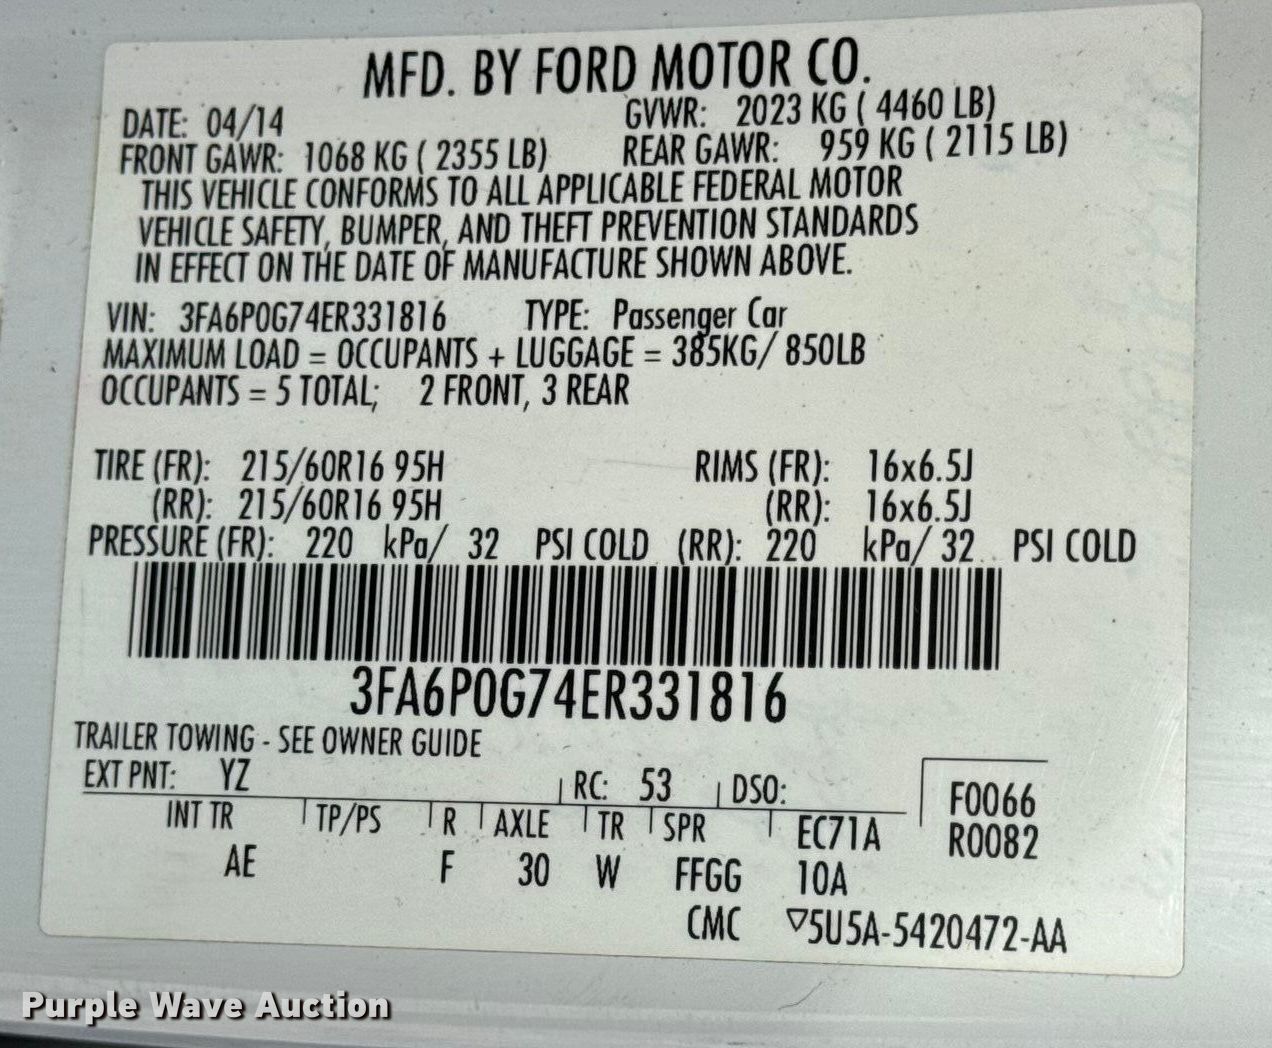 MFD. BY FORD MOTOR CO.
DATE: 04/14 GVWR: 2023 KG ( 4460 LB)
FRONT GAWR: 1068 KG ( 2355 LB) REAR GAWR: 959 KG ( 2115 LB)
THIS VEHICLE CONFORMS TO ALL APPLICABLE FEDERAL MOTOR
VEHICLE SAFETY, BUMPER, AND THEFT PREVENTION STANDARDS
IN EFFECT ON THE DATE OF MANUFACTURE SHOWN ABOVE.
VIN: 3FA6P0G74ER331816 TYPE: Passenger Car
MAXIMUM LOAD = OCCUPANTS + LUGGAGE = 385KG/ 850LB
OCCUPANTS = 5 TOTAL; 2 FRONT, 3 REAR
TIRE (FR): 215/60R16 95H RIMS (FR): 16x6.5J
(RR): 215/60R16 95H (RR): 16x6.5J
PRESSURE (FR): 220 kPa/ 32 PSI COLD (RR): 220 kPa/ 32 PSI COLD
3FA6P0G74ER331816
TRAILER TOWING - SEE OWNER GUIDE
EXT PNT: YZ RC: 53 DSO: F0066
INT TR TP/PS R AXLE TR SPR EC71A R0082
AE F 30 W FFGG 10A
CMC ▽5U5A-5420472-AA
Purple Wave Auction